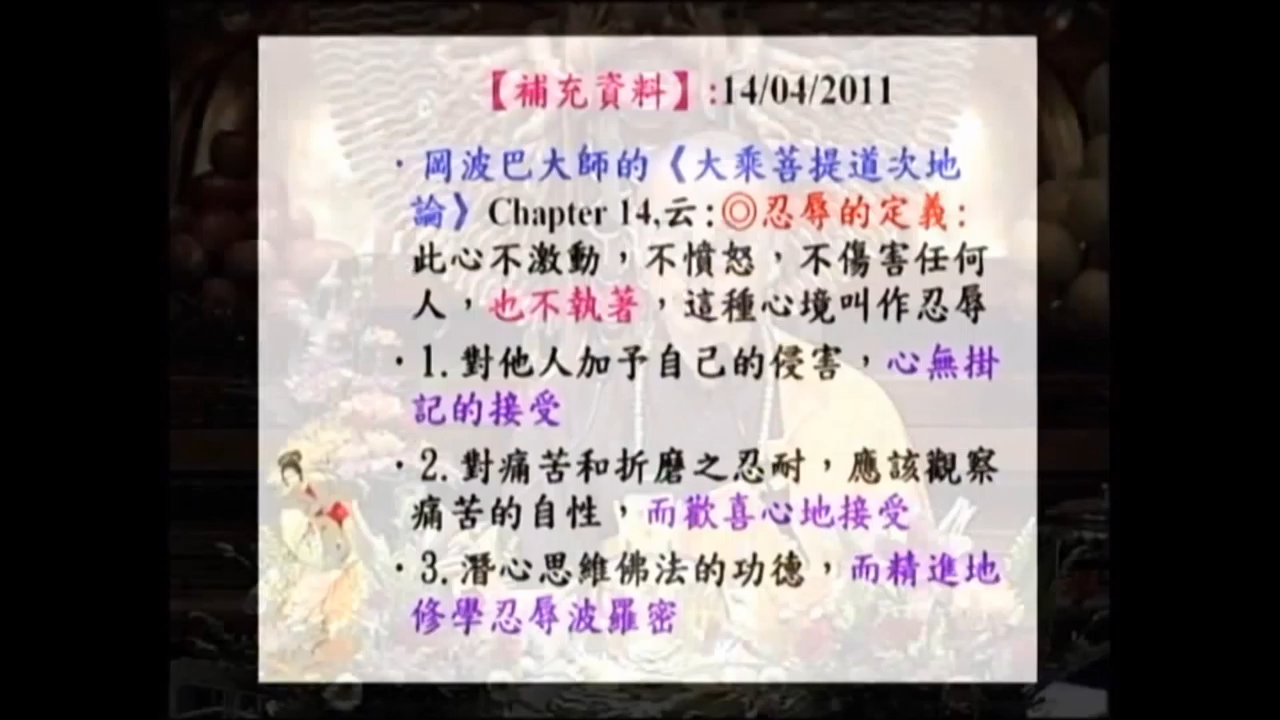 【補充資料】:14/04/2011
· 岡波巴大師的《大乘菩提道次地
論》Chapter 14,云:◎忍辱的定義:
此心不激動,不憤怒,不傷害任何
人,也不執著,這種心境叫作忍辱
· 1. 對他人加予自己的侵害,心無掛
記的接受
· 2. 對痛苦和折磨之忍耐,應該觀察
痛苦的自性,而歡喜心地接受
· 3. 潛心思維佛法的功德,而精進地
修學忍辱波羅密